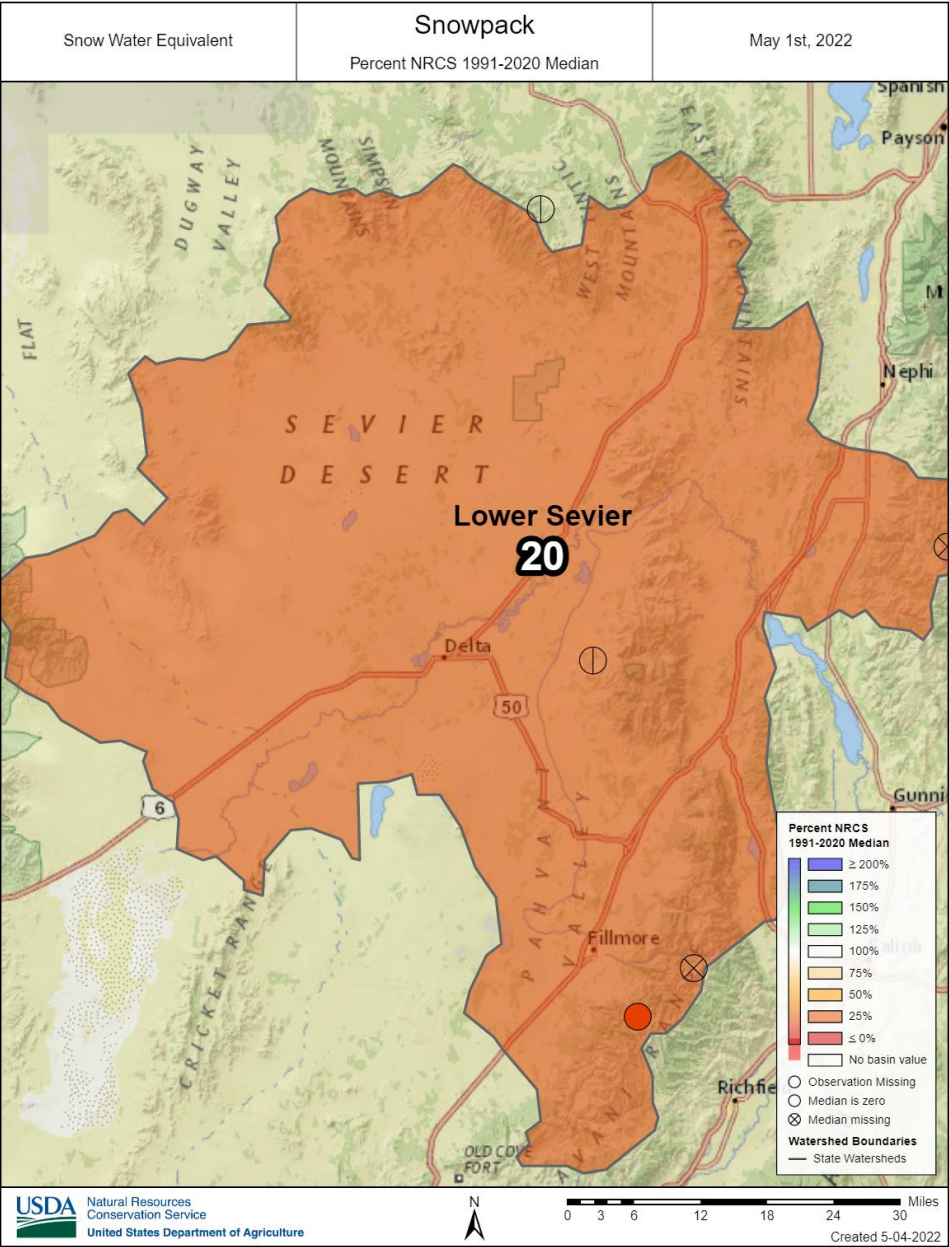 Snow Water Equivalent
Snowpack
Percent NRCS 1991-2020 Median
May 1st, 2022
Spanish
Payson
EAST TINTIC MOUNTAINS
SIMPSON
MOUNTAINS
DUGWAY
VALLEY
WEST TINTIC
MOUNTAINS
Mt
FLAT
Nephi
SEVIER
DESERT
Lower Sevier
20
Delta
50
6
Gunni
PAHVANT
VALLEY
Fillmore
CRICKET RANGE
Richfie
OLD COVE
FORT
Percent NRCS
1991-2020 Median
≥ 200%
175%
150%
125%
100%
75%
50%
25%
≤ 0%
No basin value
Observation Missing
Median is zero
Median missing
Watershed Boundaries
State Watersheds
USDA
Natural Resources
Conservation Service
United States Department of Agriculture
N
Miles
0 3 6 12 18 24 30
Created 5-04-2022